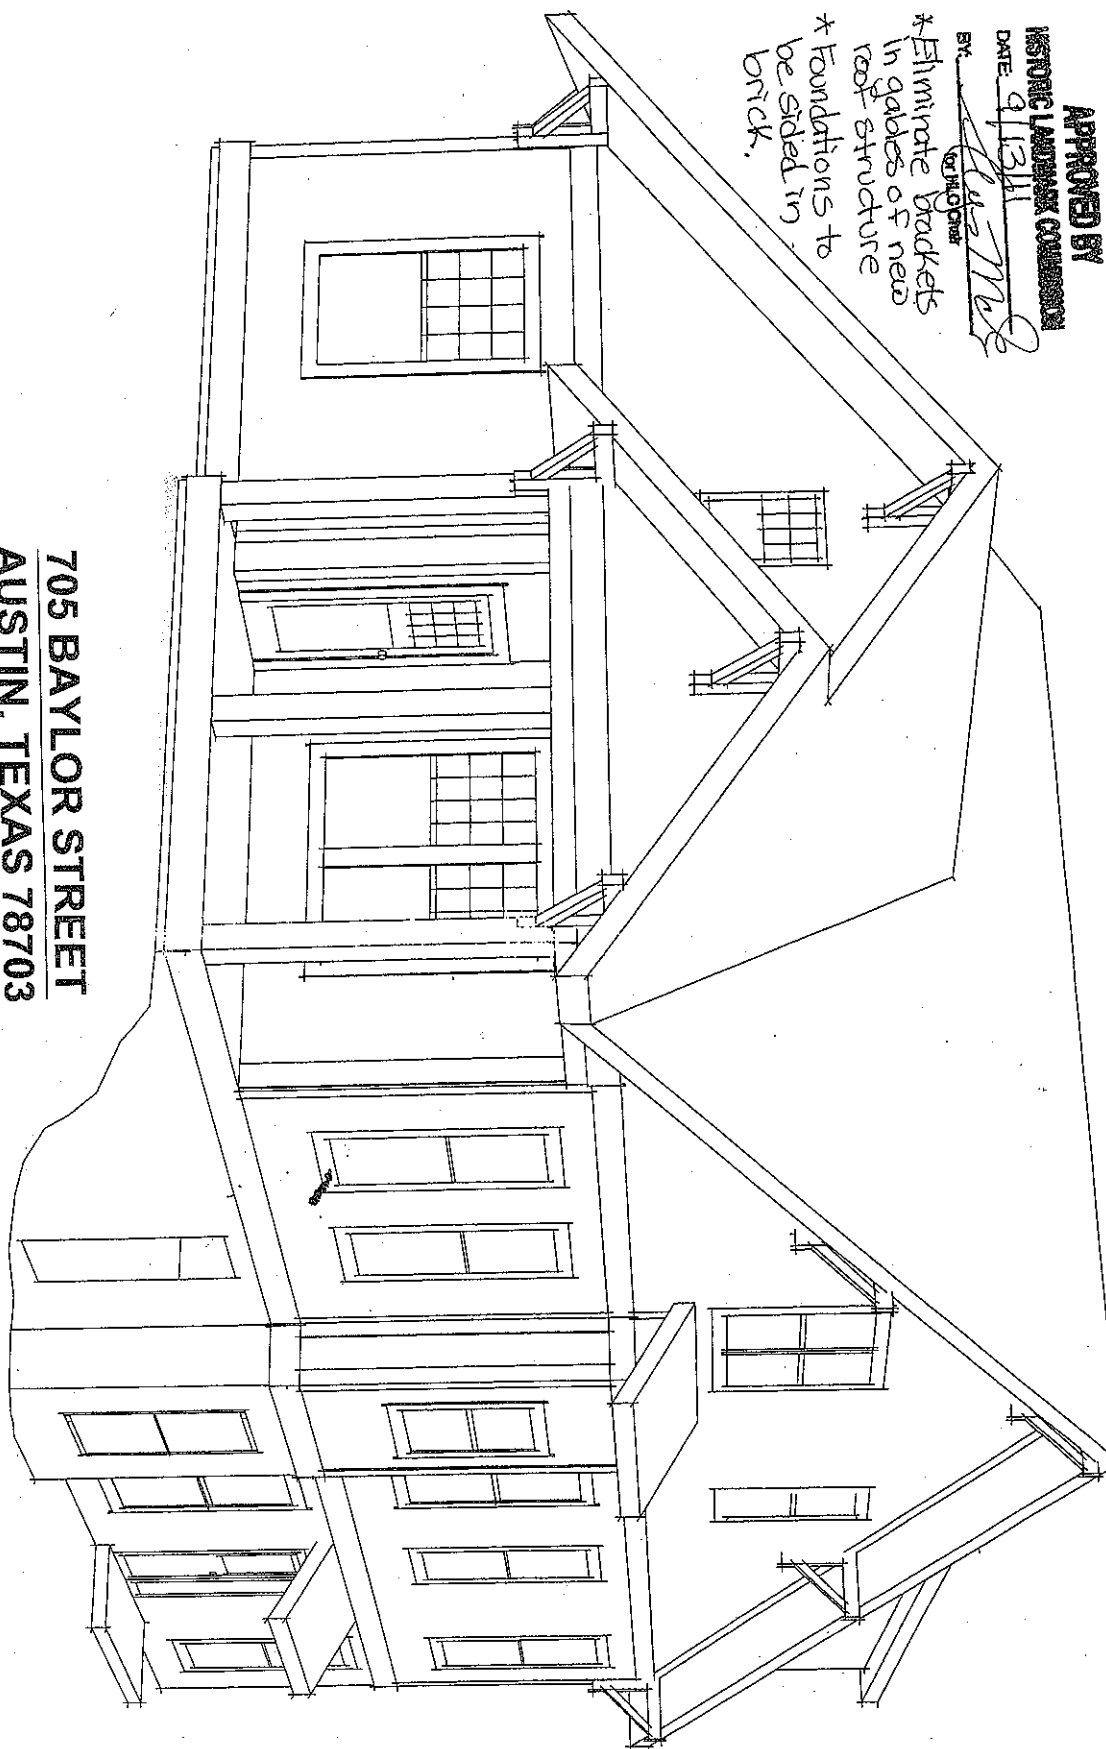 APPROVED BY
HISTORIC LANDMARK COMMISSION
DATE: 9/13/11
BY:
for HLC Chair
* Eliminate brackets
in gables of new
roof structure
* Foundations to
be sided in
brick.
705 BAYLOR STREET
AUSTIN, TEXAS 78703